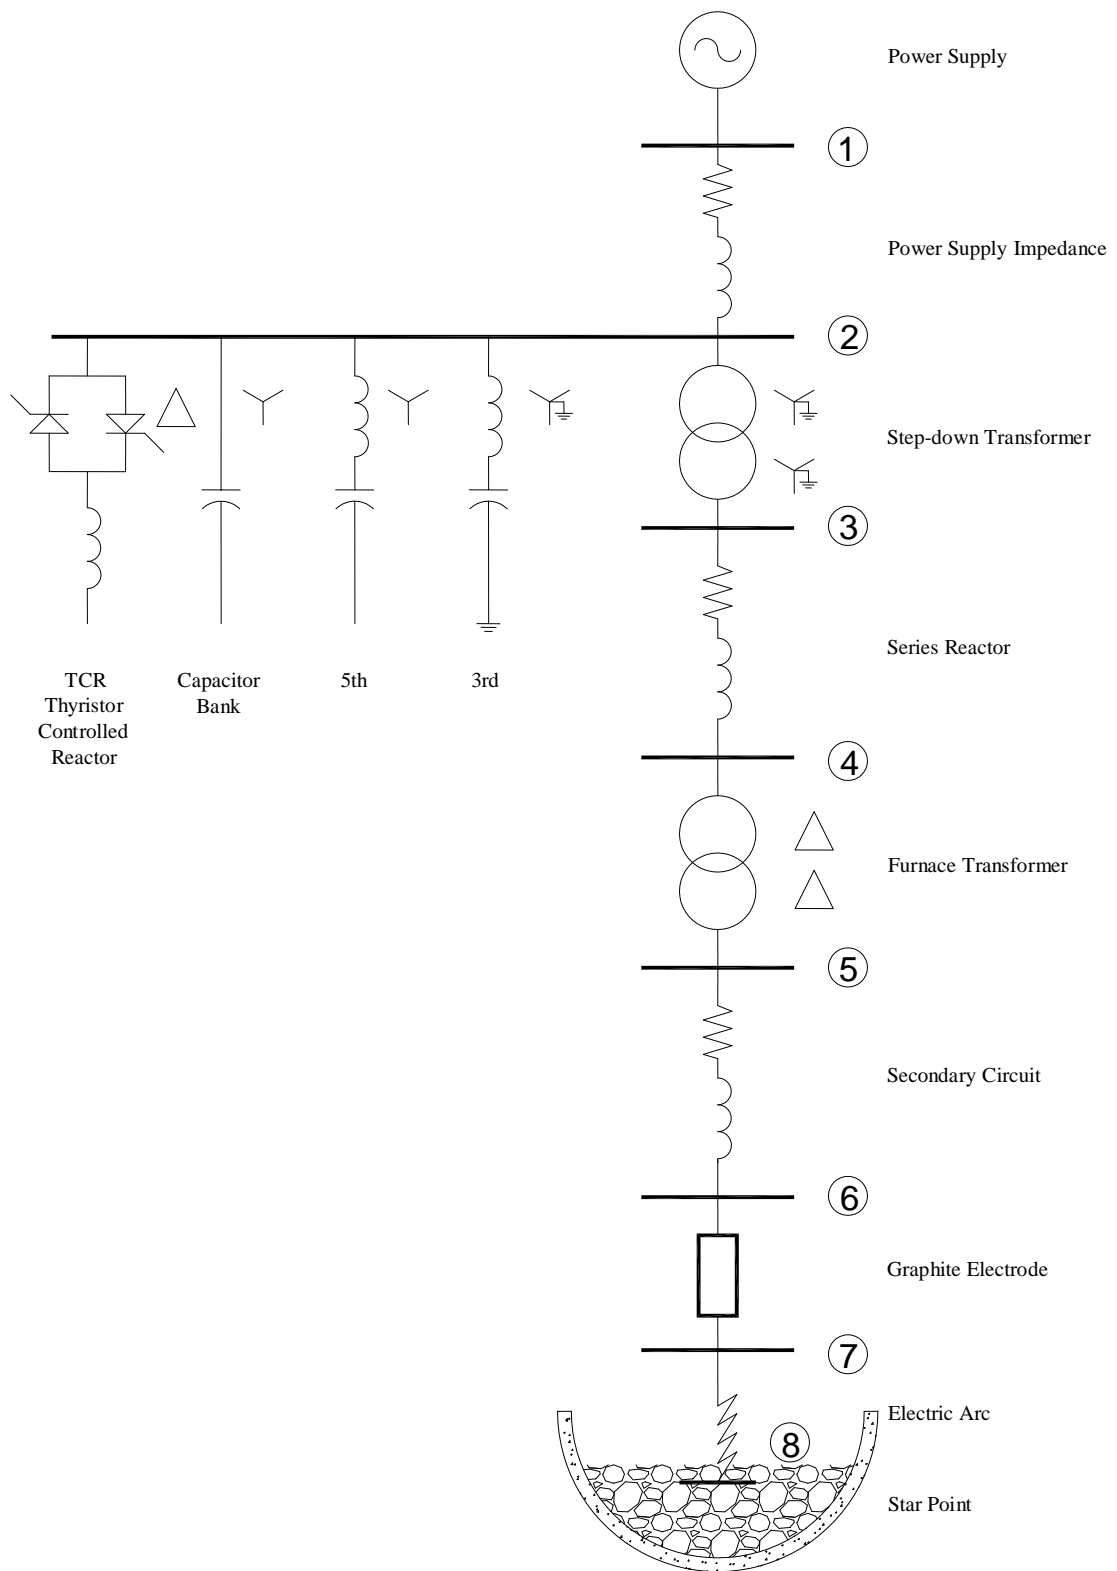 Power Supply
1
Power Supply Impedance
2
Step-down Transformer
3
Series Reactor
TCR
Thyristor
Controlled
Reactor
Capacitor
Bank
5th
3rd
4
Furnace Transformer
5
Secondary Circuit
6
Graphite Electrode
7
Electric Arc
8
Star Point